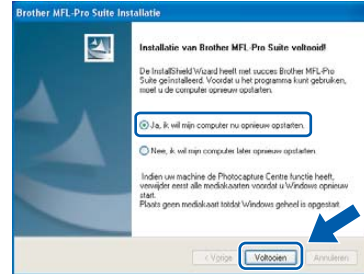 Brother MFL-Pro Suite Installatie
Installatie van Brother MFL-Pro Suite voltooid!
De InstallShield Wizard heeft met succes Brother MFL-Pro
Suite geïnstalleerd. Voordat u het programma kunt gebruiken,
moet u de computer opnieuw opstarten.
Ja, ik wil mijn computer nu opnieuw opstarten.
Nee, ik wil mijn computer later opnieuw opstarten.
Indien uw machine de Photocapture Centre functie heeft,
verwijder eerst alle mediakaarten voordat u Windows opnieuw
start.
Plaats geen mediakaart totdat Windows geheel is opgestart.
< Vorige
Voltooien
Annuleren